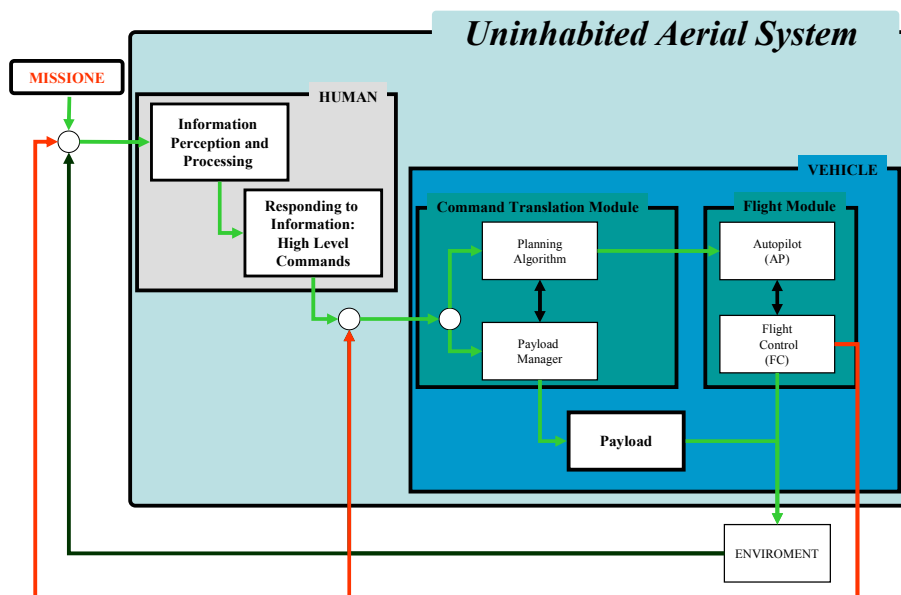 Uninhabited Aerial System
MISSIONE
HUMAN
Information
Perception and
Processing
Responding to
Information:
High Level
Commands
VEHICLE
Command Translation Module
Flight Module
Planning
Algorithm
Autopilot
(AP)
Payload
Manager
Flight
Control
(FC)
Payload
ENVIROMENT